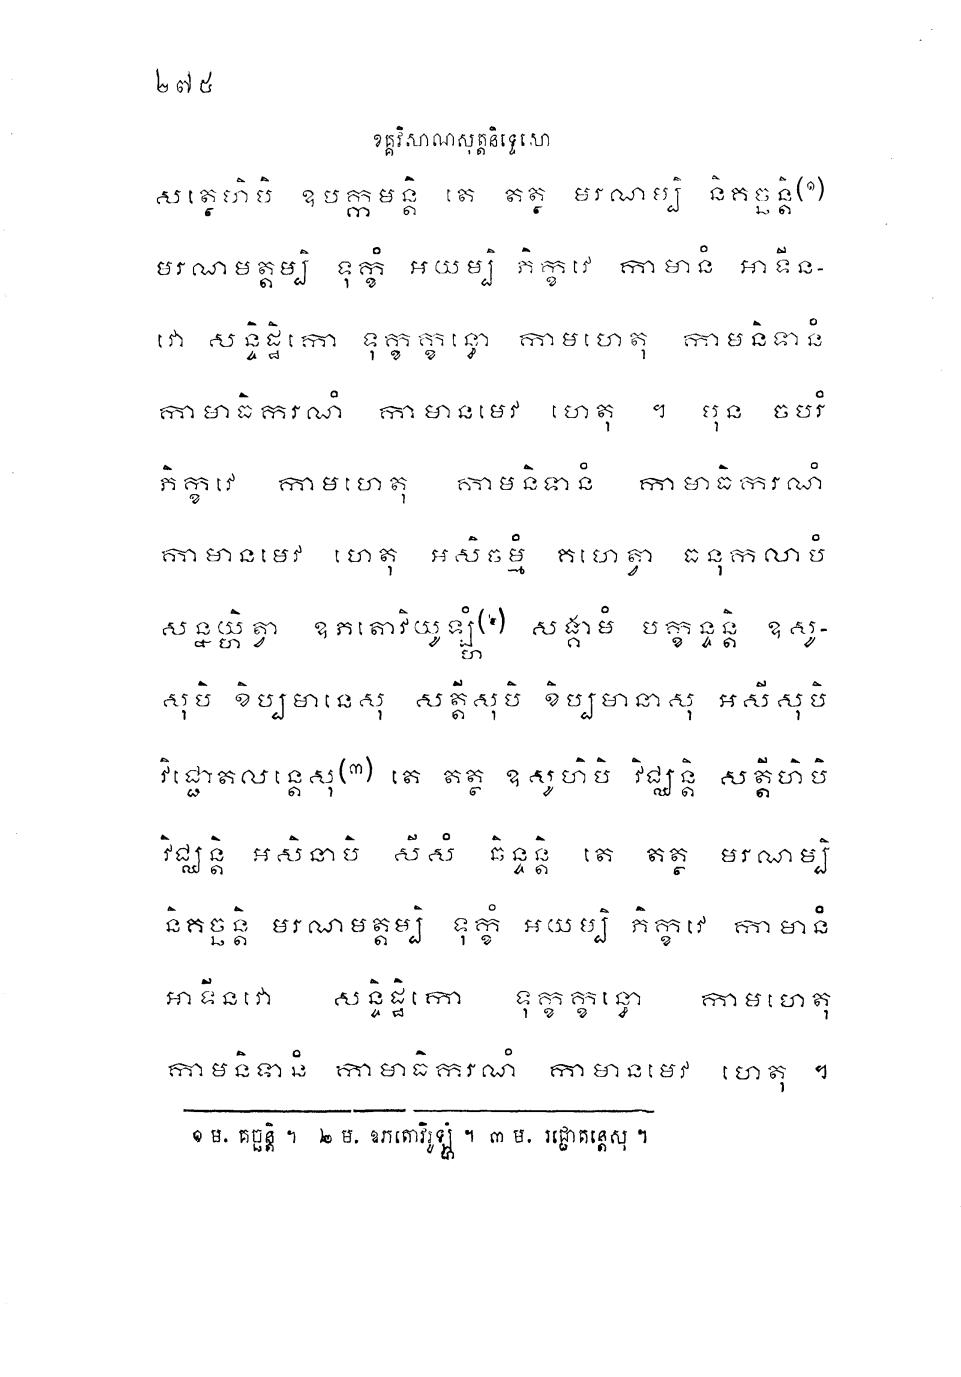 ២៧៥
ខគ្គវិសាណសុត្តនិទ្ទេសោ
សត្ថេហិបិ ឧបក្កមន្តិ តេ តត្ថ មរណម្បិ និគច្ឆន្តិ(១)
មរណមត្តម្បិ ទុក្ខំ អយម្បិ ភិក្ខវេ កាមានំ អាទីន-
វោ សន្ទិដ្ឋិកោ ទុក្ខក្ខន្ធោ កាមហេតុ កាមនិទានំ
កាមាធិករណំ កាមានមេវ ហេតុ ។ បុន ចបរំ
ភិក្ខវេ កាមហេតុ កាមនិទានំ កាមាធិករណំ
កាមានមេវ ហេតុ អសិចម្មំ គហេត្វា ធនុកលាបំ
សន្នយ្ហិត្វា ឧភតោវិយូឡ្ហំ(២) សង្គាមំ បក្ខន្ទន្តិ ឧសូ-
សុបិ ខិប្បមានេសុ សត្តីសុបិ ខិប្បមានាសុ អសីសុបិ
វិជ្ជោតលន្តេសុ(៣) តេ តត្ថ ឧសូហិបិ វិជ្ឈន្តិ សត្តីហិបិ
វិជ្ឈន្តិ អសិនាបិ សីសំ ឆិន្ទន្តិ តេ តត្ថ មរណម្បិ
និគច្ឆន្តិ មរណមត្តម្បិ ទុក្ខំ អយម្បិ ភិក្ខវេ កាមានំ
អាទីនវោ សន្ទិដ្ឋិកោ ទុក្ខក្ខន្ធោ កាមហេតុ
កាមនិទានំ កាមាធិករណំ កាមានមេវ ហេតុ ។
១ ម. គច្ឆន្តិ ។ ២ ម. ឧភតោវិរូឡ្ហំ ។ ៣ ម. រជ្ជោតន្តេសុ ។